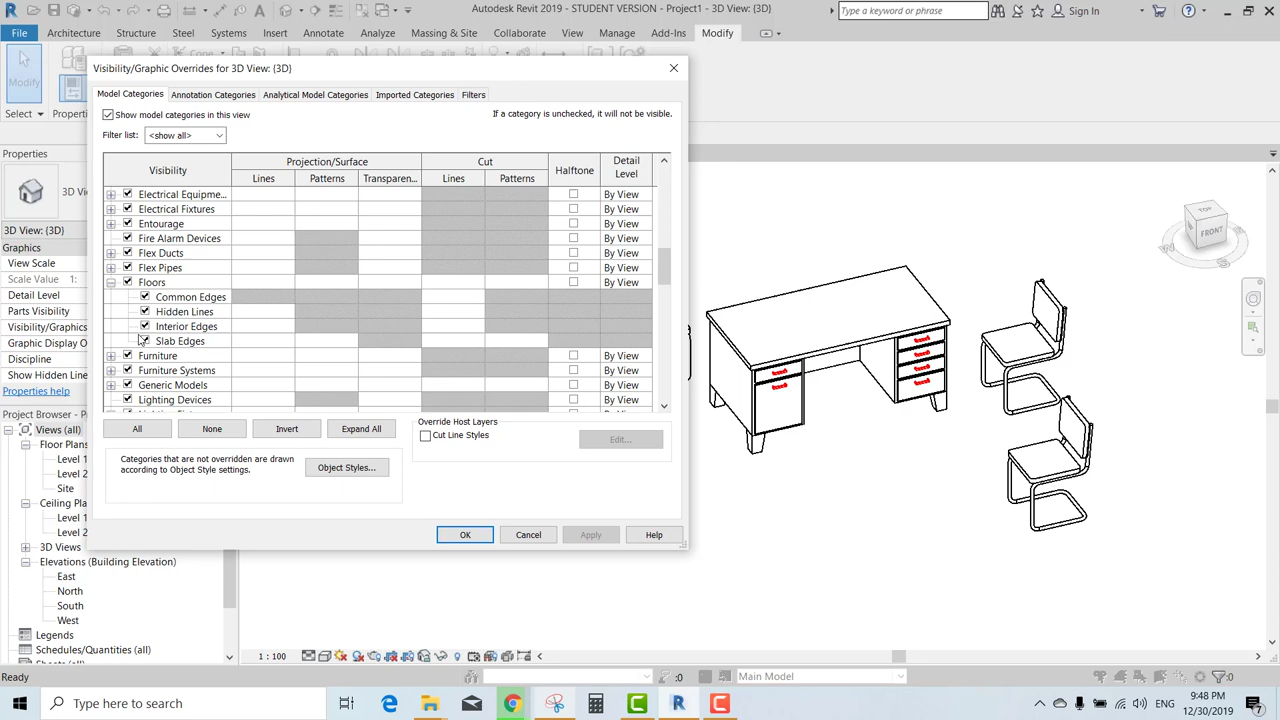 Autodesk Revit 2019 - STUDENT VERSION - Project1 - 3D View: {3D}
Type a keyword or phrase
Sign In
File Architecture Structure Steel Systems Insert Annotate Analyze Massing & Site Collaborate View Manage Add-Ins Modify
Modify
Select
Properti
Properties
3D Vi
3D View: {3D}
Graphics
View Scale
Scale Value 1:
Detail Level
Parts Visibility
Visibility/Graphics
Graphic Display O
Discipline
Show Hidden Line
Properties help
Project Browser -
Views (all)
Floor Plans
Level 1
Level 2
Site
Ceiling Pla
Level 1
Level 2
3D Views
Elevations (Building Elevation)
East
North
South
West
Legends
Schedules/Quantities (all)
Visibility/Graphic Overrides for 3D View: {3D}
Model Categories Annotation Categories Analytical Model Categories Imported Categories Filters
Show model categories in this view
If a category is unchecked, it will not be visible.
Filter list: <show all>
Visibility Projection/Surface Cut Halftone Detail Level
Lines Patterns Transparen... Lines Patterns
Electrical Equipme... By View
Electrical Fixtures By View
Entourage By View
Fire Alarm Devices By View
Flex Ducts By View
Flex Pipes By View
Floors By View
Common Edges
Hidden Lines
Interior Edges
Slab Edges
Furniture By View
Furniture Systems By View
Generic Models By View
Lighting Devices By View
All None Invert Expand All
Override Host Layers
Cut Line Styles
Edit...
Categories that are not overridden are drawn
according to Object Style settings.
Object Styles...
OK Cancel Apply Help
TOP
FRONT
1 : 100
Ready
:0
Main Model
:0
Type here to search
9:48 PM
12/30/2019
7